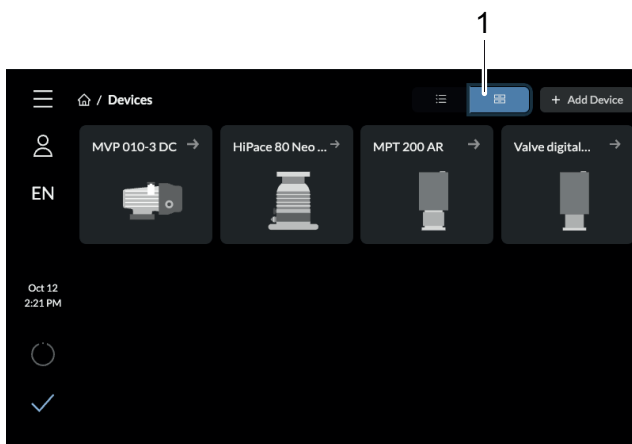 1
/ Devices
+ Add Device
MVP 010-3 DC
HiPace 80 Neo ...
MPT 200 AR
Valve digital...
EN
Oct 12
2:21 PM